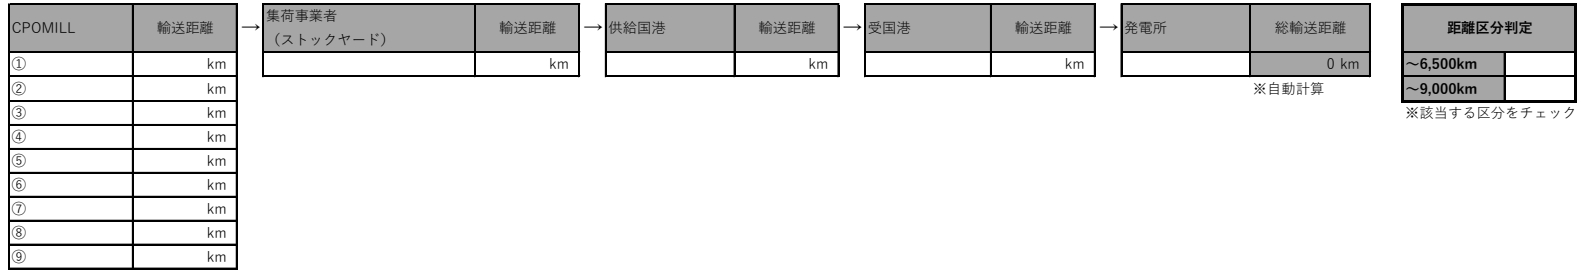 CPOMILL 輸送距離 → 集荷事業者（ストックヤード） 輸送距離 → 供給国港 輸送距離 → 受国港 輸送距離 → 発電所 総輸送距離 距離区分判定
① km km km km 0 km ～6,500km
② km ※自動計算 ～9,000km
③ km ※該当する区分をチェック
④ km
⑤ km
⑥ km
⑦ km
⑧ km
⑨ km